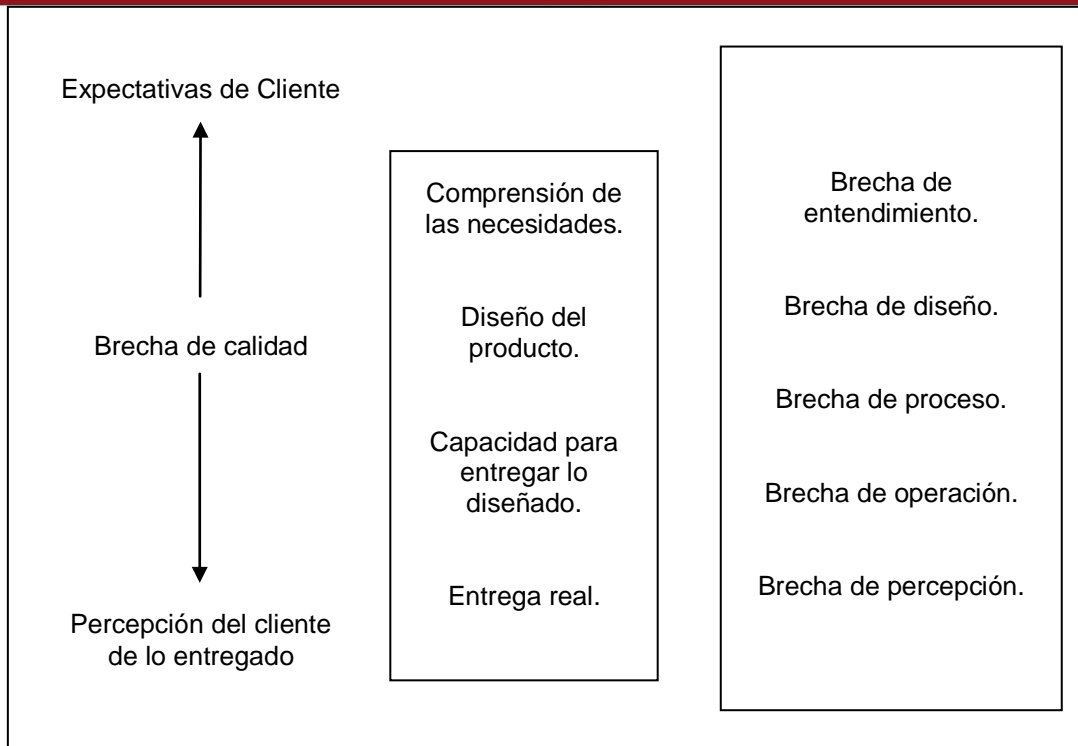 Expectativas de Cliente
Brecha de calidad
Percepción del cliente
de lo entregado
Comprensión de
las necesidades.
Diseño del
producto.
Capacidad para
entregar lo
diseñado.
Entrega real.
Brecha de
entendimiento.
Brecha de diseño.
Brecha de proceso.
Brecha de operación.
Brecha de percepción.